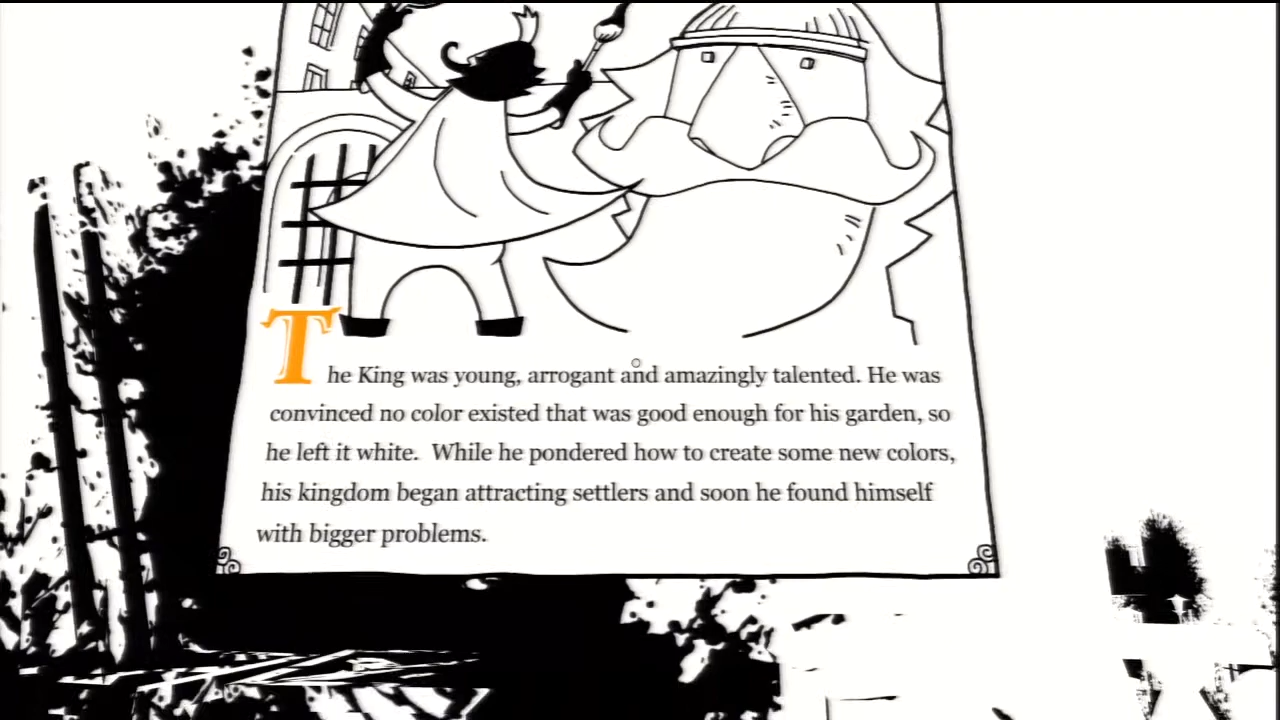 The King was young, arrogant and amazingly talented. He was
convinced no color existed that was good enough for his garden, so
he left it white.  While he pondered how to create some new colors,
his kingdom began attracting settlers and soon he found himself
with bigger problems.